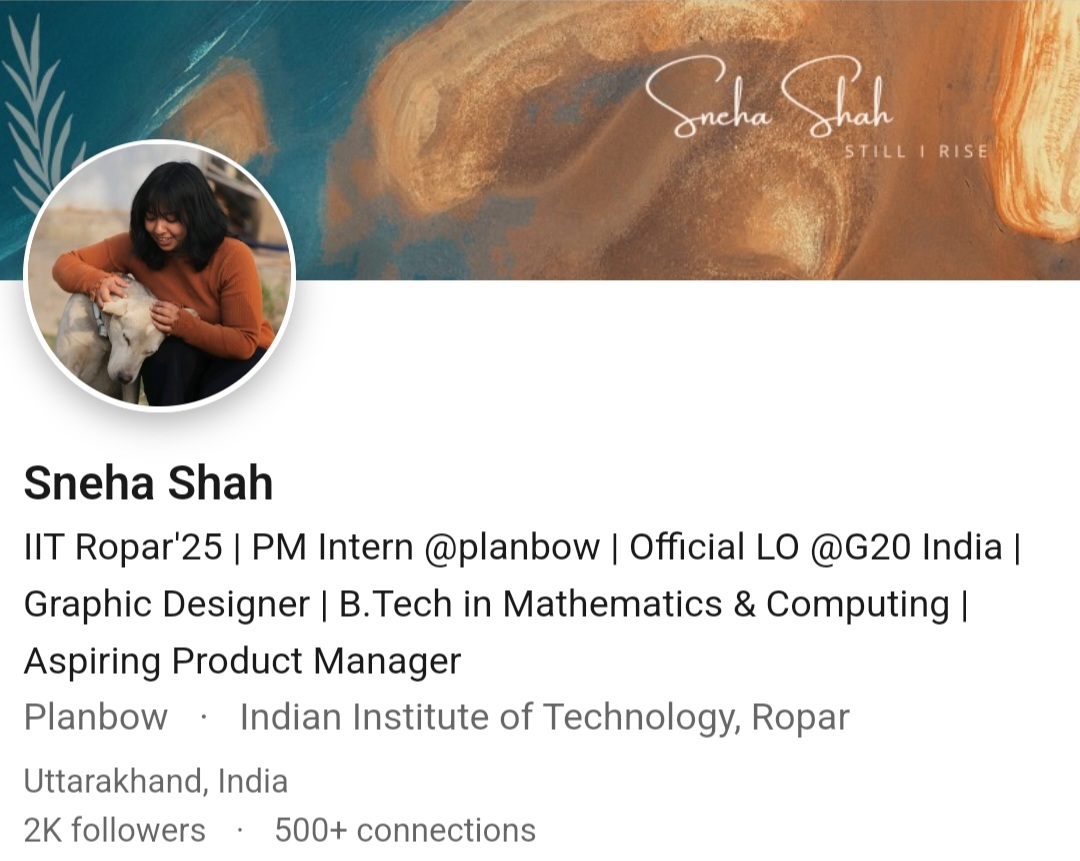 Sneha Shah
STILL I RISE
Sneha Shah
IIT Ropar'25 | PM Intern @planbow | Official LO @G20 India |
Graphic Designer | B.Tech in Mathematics & Computing |
Aspiring Product Manager
Planbow · Indian Institute of Technology, Ropar
Uttarakhand, India
2K followers · 500+ connections